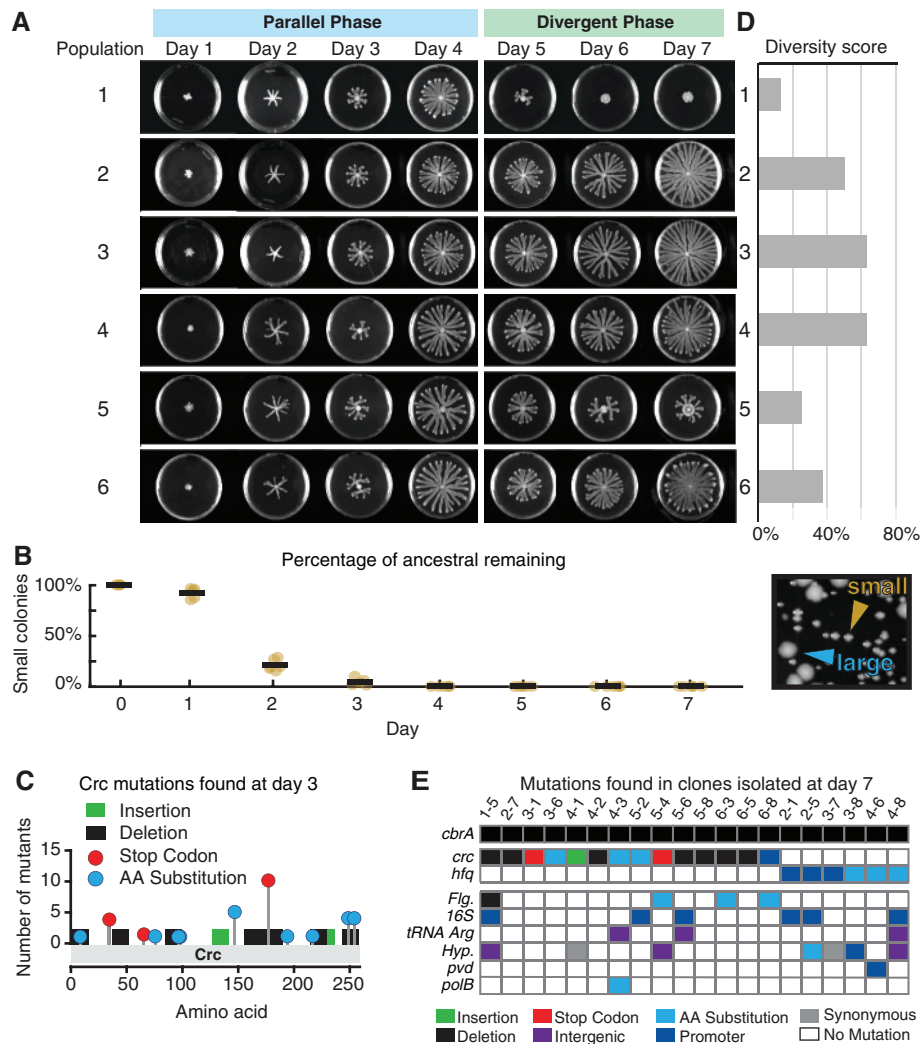 A
Parallel Phase
Divergent Phase
D
Population
Day 1
Day 2
Day 3
Day 4
Day 5
Day 6
Day 7
Diversity score
1
1
2
2
3
3
4
4
5
5
6
6
0%
40%
80%
B
Percentage of ancestral remaining
Small colonies
100%
50%
0%
0
1
2
3
4
5
6
7
Day
small
large
C
Crc mutations found at day 3
Insertion
Deletion
Stop Codon
AA Substitution
Number of mutants
15
10
5
0
Crc
0
50
100
150
200
250
Amino acid
E
Mutations found in clones isolated at day 7
1-5
2-7
3-1
3-6
4-1
4-2
4-3
5-2
5-4
5-6
5-8
6-3
6-5
6-8
2-1
2-5
3-7
3-8
4-6
4-8
cbrA
crc
hfq
Flg.
16S
tRNA Arg
Hyp.
pvd
polB
Insertion
Stop Codon
AA Substitution
Synonymous
Deletion
Intergenic
Promoter
No Mutation